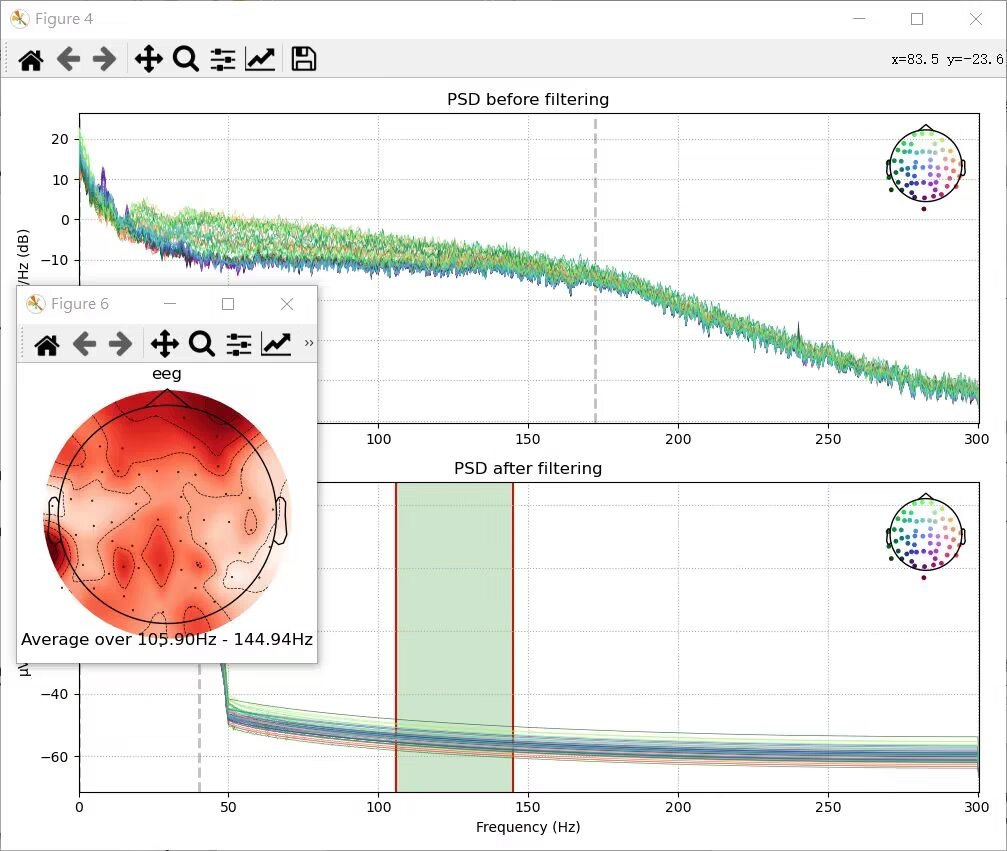 Figure 4
x=83.5 y=−23.6
PSD before filtering
20
10
0
−10
/Hz (dB)
100
150
200
250
300
Figure 6
»
eeg
Average over 105.90Hz - 144.94Hz
PSD after filtering
−40
−60
0
50
100
150
200
250
300
Frequency (Hz)